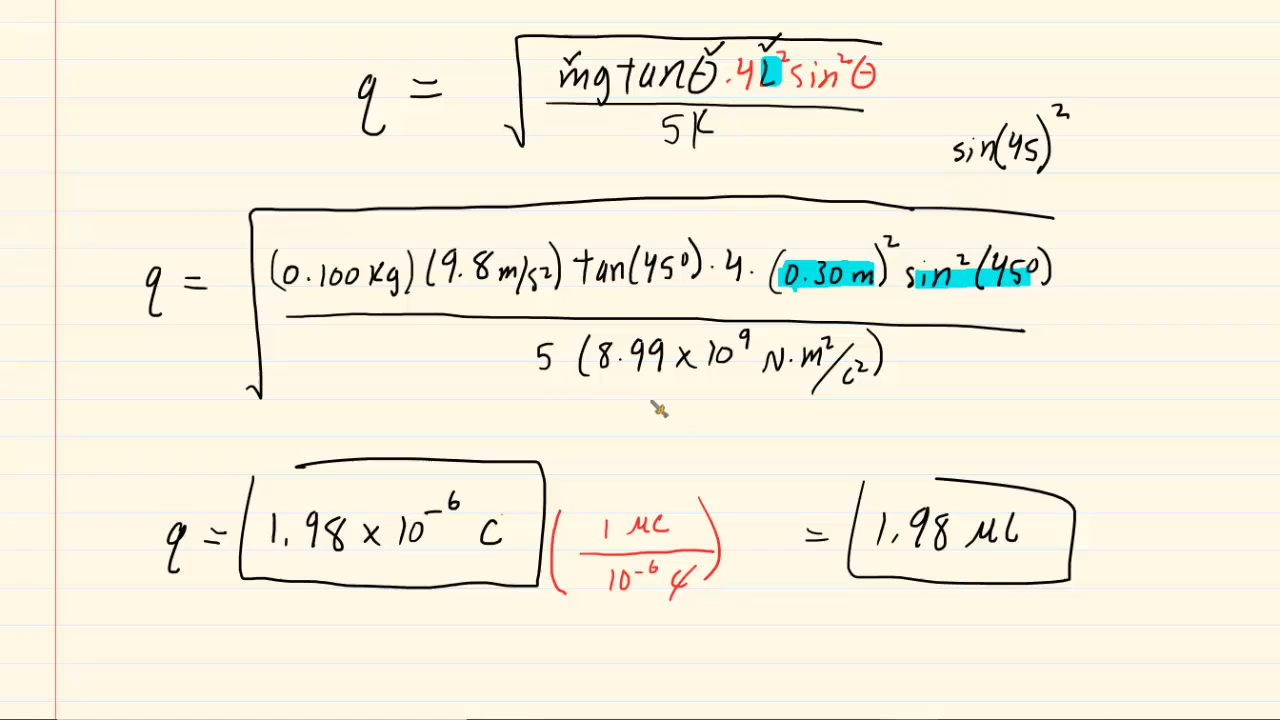 q = √(mg tanθ · 4L² sin²θ / 5K)
sin(45)²
q = √((0.100 Kg)(9.8 m/s²) tan(45°) · 4 · (0.30 m)² sin²(45°) / 5 (8.99 x 10⁹ N·m²/C²))
q = 1.98 x 10⁻⁶ C (1 μC / 10⁻⁶ C) = 1.98 μC